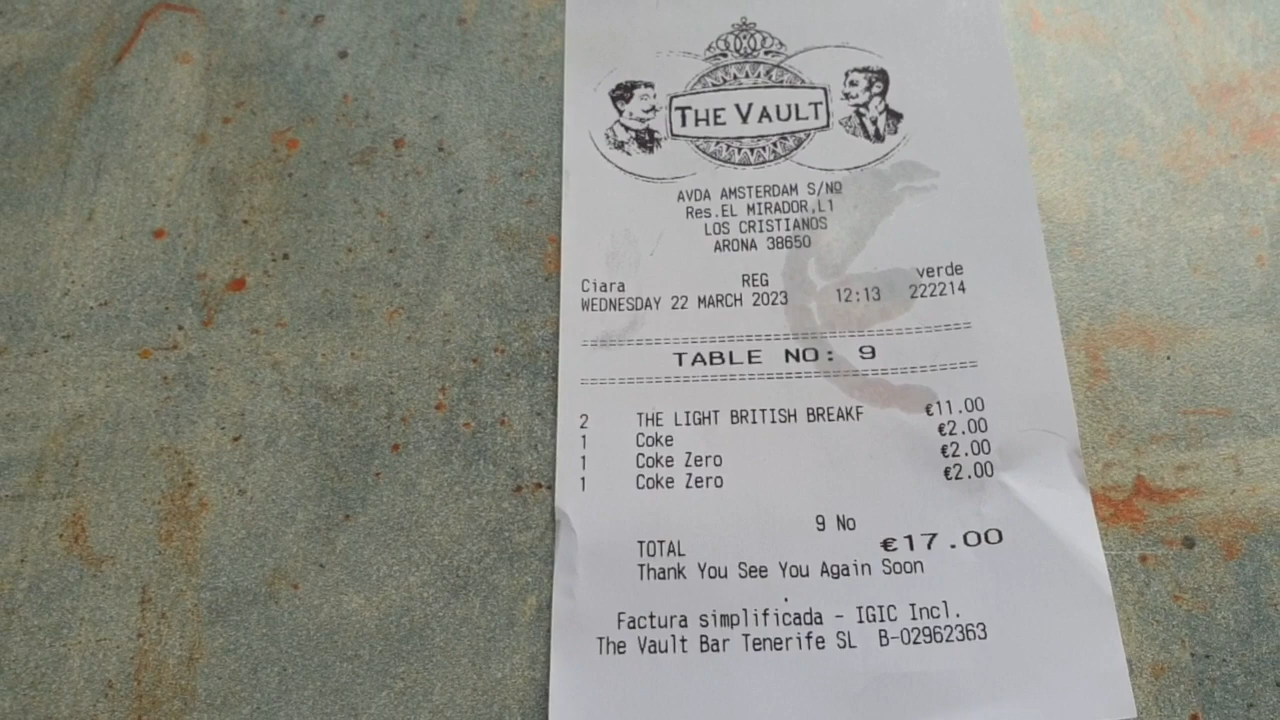 THE VAULT
AVDA AMSTERDAM S/Nº
Res.EL MIRADOR,L1
LOS CRISTIANOS
ARONA 38650
Ciara REG verde
WEDNESDAY 22 MARCH 2023 12:13 222214
==============================================
TABLE NO: 9
==============================================
2 THE LIGHT BRITISH BREAKF €11.00
1 Coke €2.00
1 Coke Zero €2.00
1 Coke Zero €2.00
9 No
TOTAL €17.00
Thank You See You Again Soon
.
Factura simplificada - IGIC Incl.
The Vault Bar Tenerife SL B-02962363